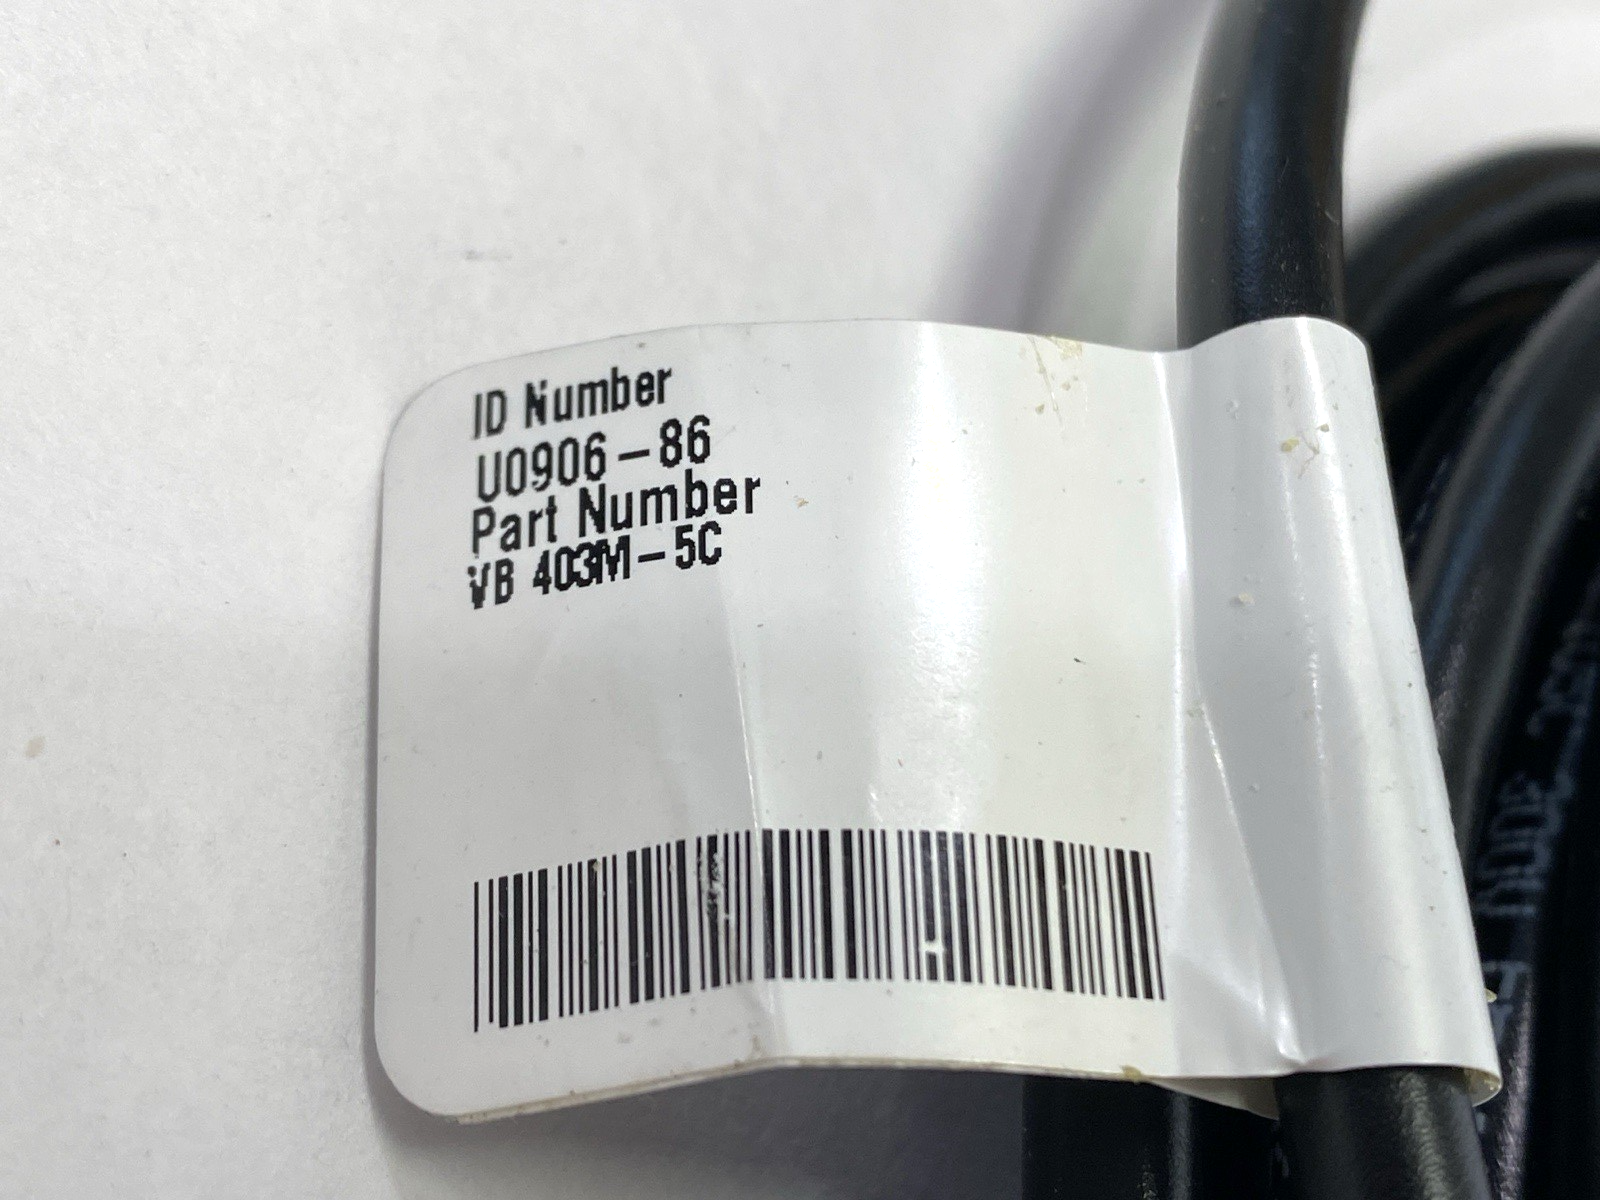 ID Number
U0906-86
Part Number
VB 403M-5C